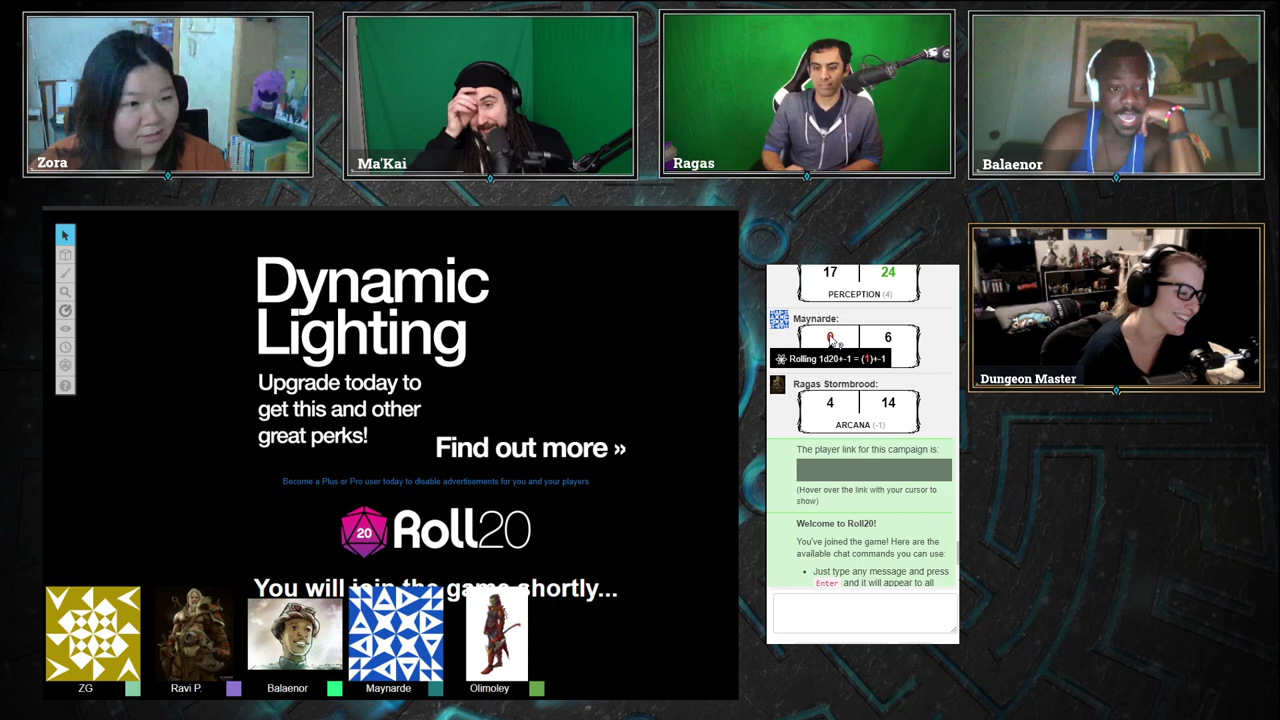 Zora
Ma'Kai
Ragas
Balaenor
Dungeon Master
Dynamic
Lighting
Upgrade today to
get this and other
great perks!
Find out more »
Become a Plus or Pro user today to disable advertisements for you and your players
20
Roll20
You will join the game shortly...
ZG
Ravi P.
Balaenor
Maynarde
Olimoley
17 24
PERCEPTION (4)
Maynarde:
6
Rolling 1d20+-1 = (1)+-1
Ragas Stormbrood:
4 14
ARCANA (-1)
The player link for this campaign is:
(Hover over the link with your cursor to
show)
Welcome to Roll20!
You've joined the game! Here are the
available chat commands you can use:
Just type any message and press
Enter and it will appear to all